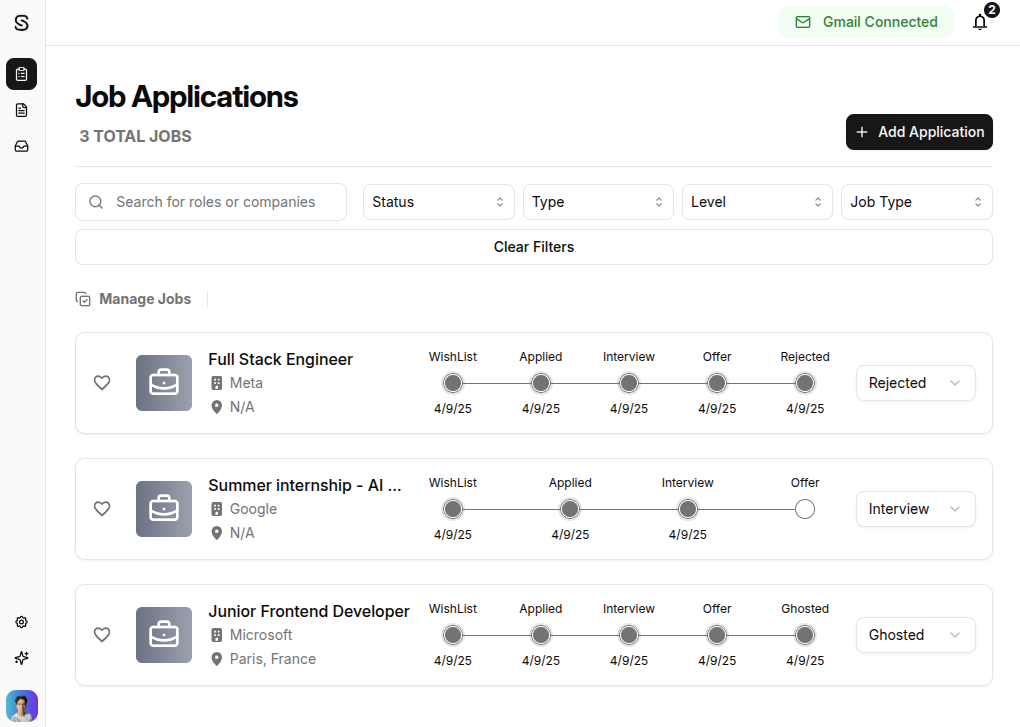 S
Gmail Connected
2
Job Applications
3 TOTAL JOBS
Add Application
Search for roles or companies
Status
Type
Level
Job Type
Clear Filters
Manage Jobs
Full Stack Engineer
Meta
N/A
WishList Applied Interview Offer Rejected
4/9/25 4/9/25 4/9/25 4/9/25 4/9/25
Rejected
Summer internship - AI ...
Google
N/A
WishList Applied Interview Offer
4/9/25 4/9/25 4/9/25
Interview
Junior Frontend Developer
Microsoft
Paris, France
WishList Applied Interview Offer Ghosted
4/9/25 4/9/25 4/9/25 4/9/25 4/9/25
Ghosted